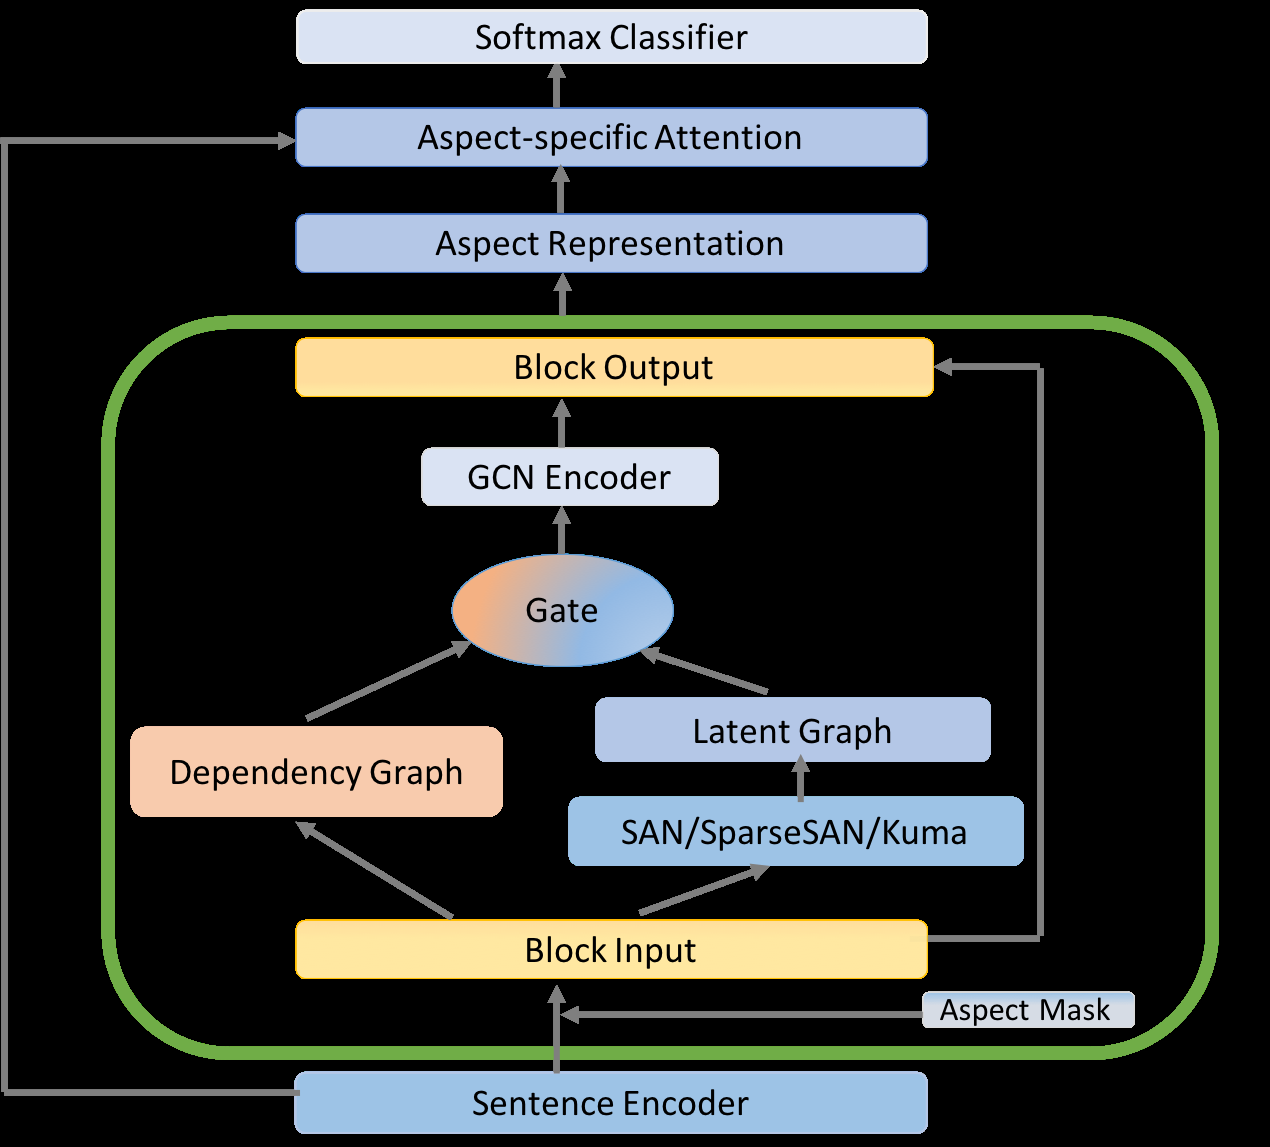 Softmax Classifier
Aspect-specific Attention
Aspect Representation
Block Output
GCN Encoder
Gate
Latent Graph
Dependency Graph
SAN/SparseSAN/Kuma
Block Input
Aspect Mask
Sentence Encoder